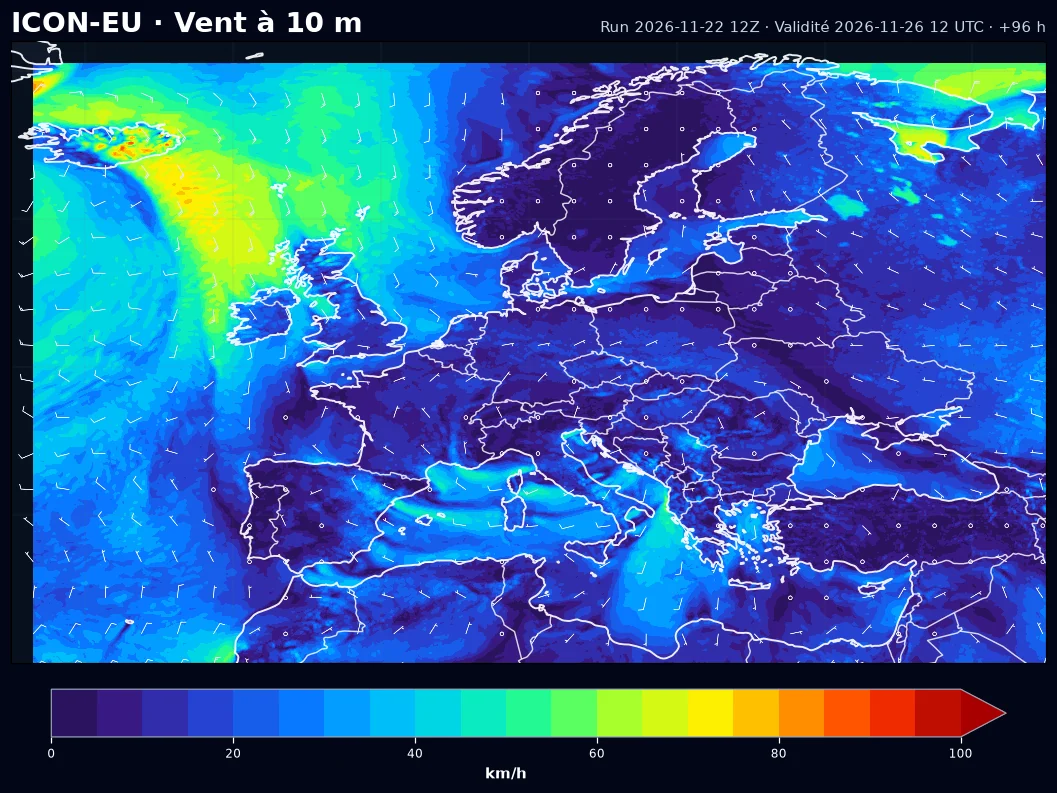 ICON-EU · Vent à 10 m
Run 2026-11-22 12Z · Validité 2026-11-26 12 UTC · +96 h
0 20 40 60 80 100
km/h